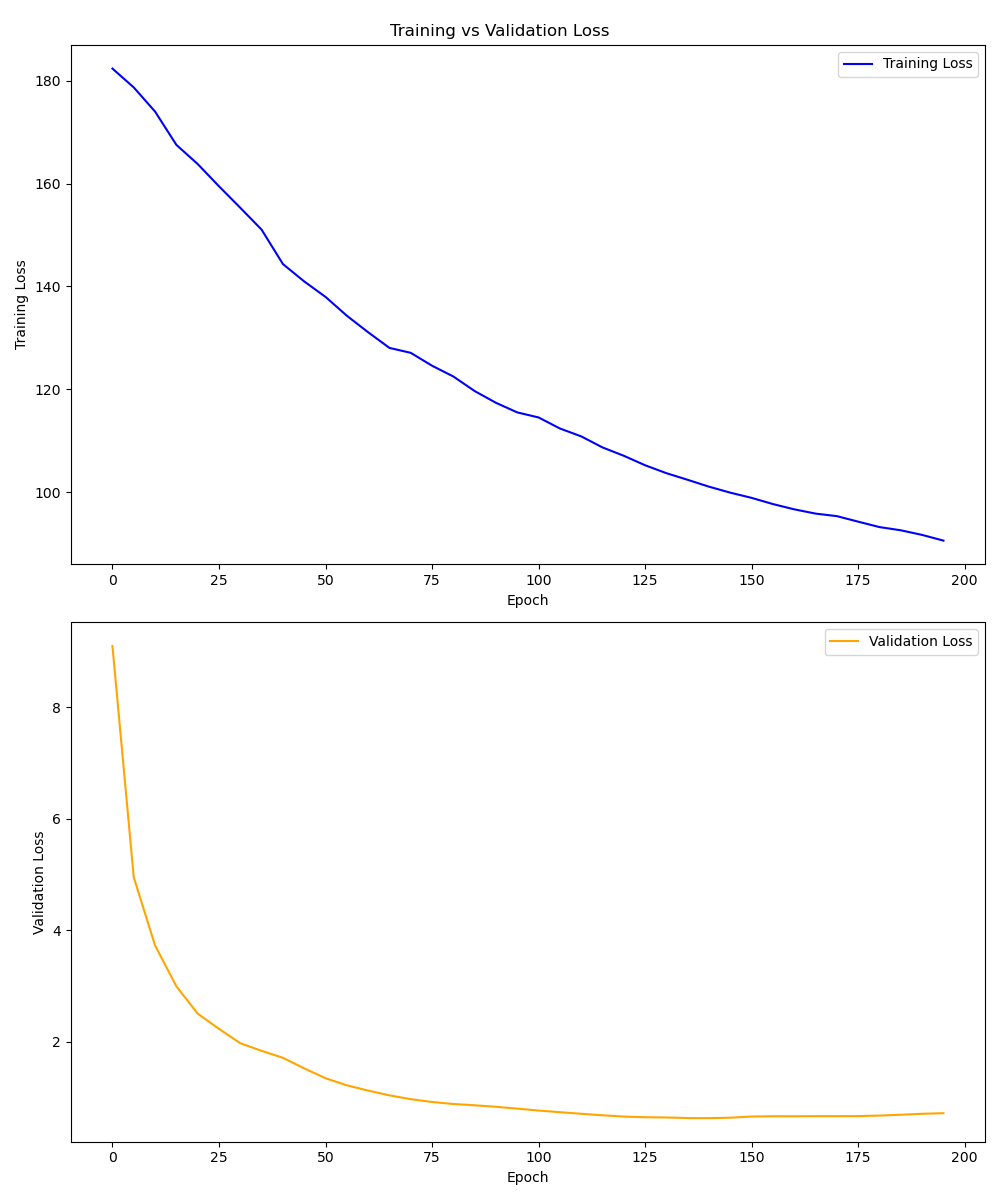 Training vs Validation Loss
Training Loss
180
160
140
120
100
Training Loss
0 25 50 75 100 125 150 175 200
Epoch
Validation Loss
8
6
4
2
Validation Loss
0 25 50 75 100 125 150 175 200
Epoch